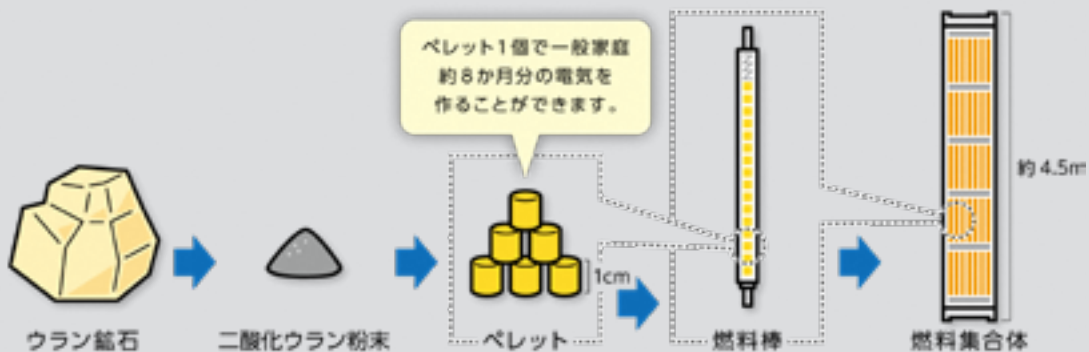 ペレット1個で一般家庭
約8か月分の電気を
作ることができます。
約4.5m
1cm
ウラン鉱石
二酸化ウラン粉末
ペレット
燃料棒
燃料集合体